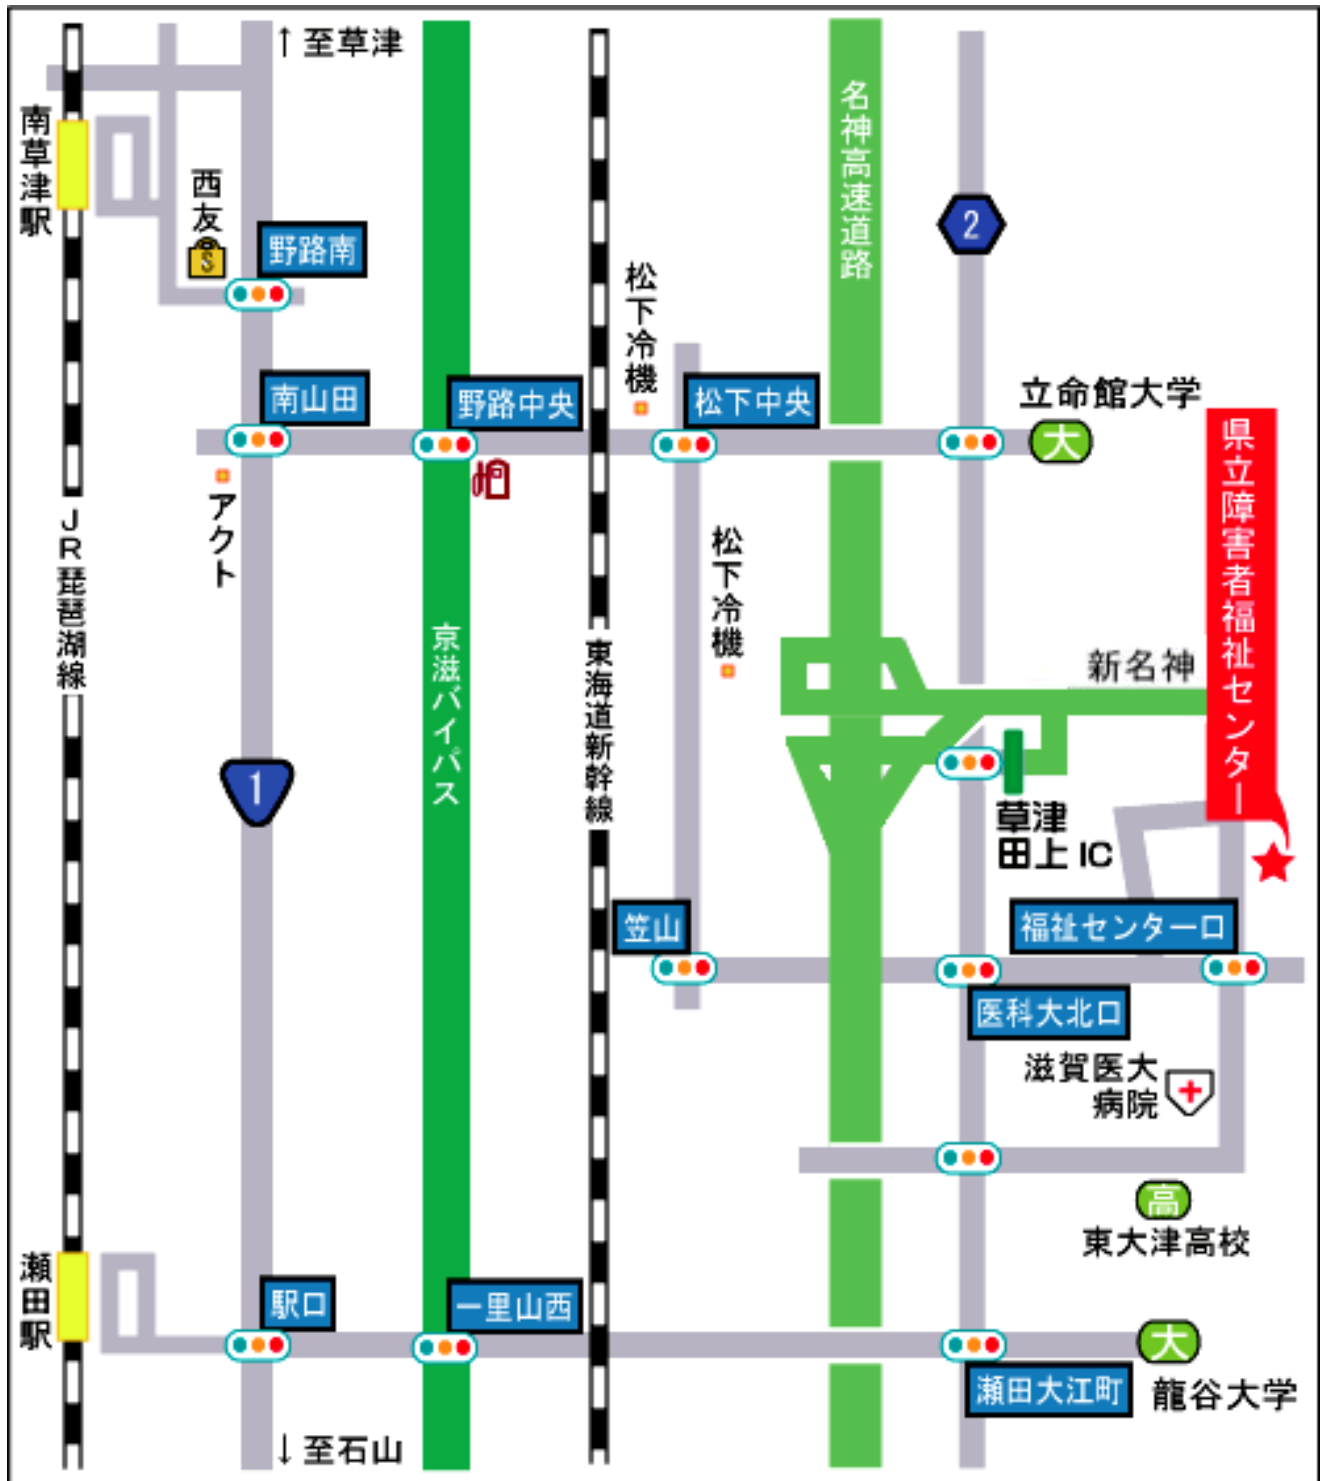 ↑至草津
南草津駅
西友
S
野路南
名神高速道路
2
松下冷機
南山田
野路中央
松下中央
立命館大学
大
県立障害者福祉センター
アクト
JR琵琶湖線
松下冷機
京滋バイパス
東海道新幹線
新名神
1
草津
田上IC
笠山
福祉センター口
医科大北口
滋賀医大
病院
高
東大津高校
瀬田駅
駅口
一里山西
大
瀬田大江町
龍谷大学
↓至石山